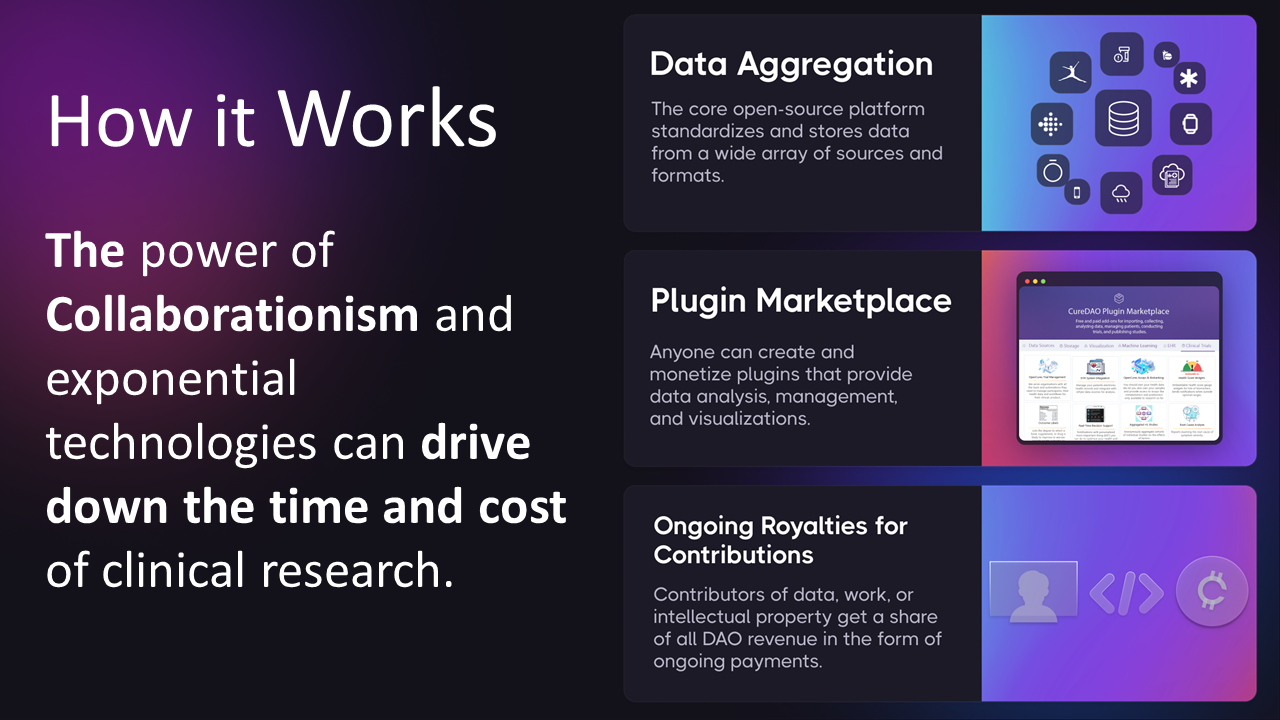 How it Works
The power of
Collaborationism and
exponential
technologies can drive
down the time and cost
of clinical research.
Data Aggregation
The core open-source platform
standardizes and stores data
from a wide array of sources and
formats.
Plugin Marketplace
Anyone can create and
monetize plugins that provide
data analysis, management,
and visualizations.
CureDAO Plugin Marketplace
Free and paid add-ons for importing, collecting,
analyzing data, managing patients, conducting
trials, and publishing studies.
Data Sources Storage Visualization Machine Learning EHR Clinical Trials
Ongoing Royalties for
Contributions
Contributors of data, work, or
intellectual property get a share
of all DAO revenue in the form of
ongoing payments.